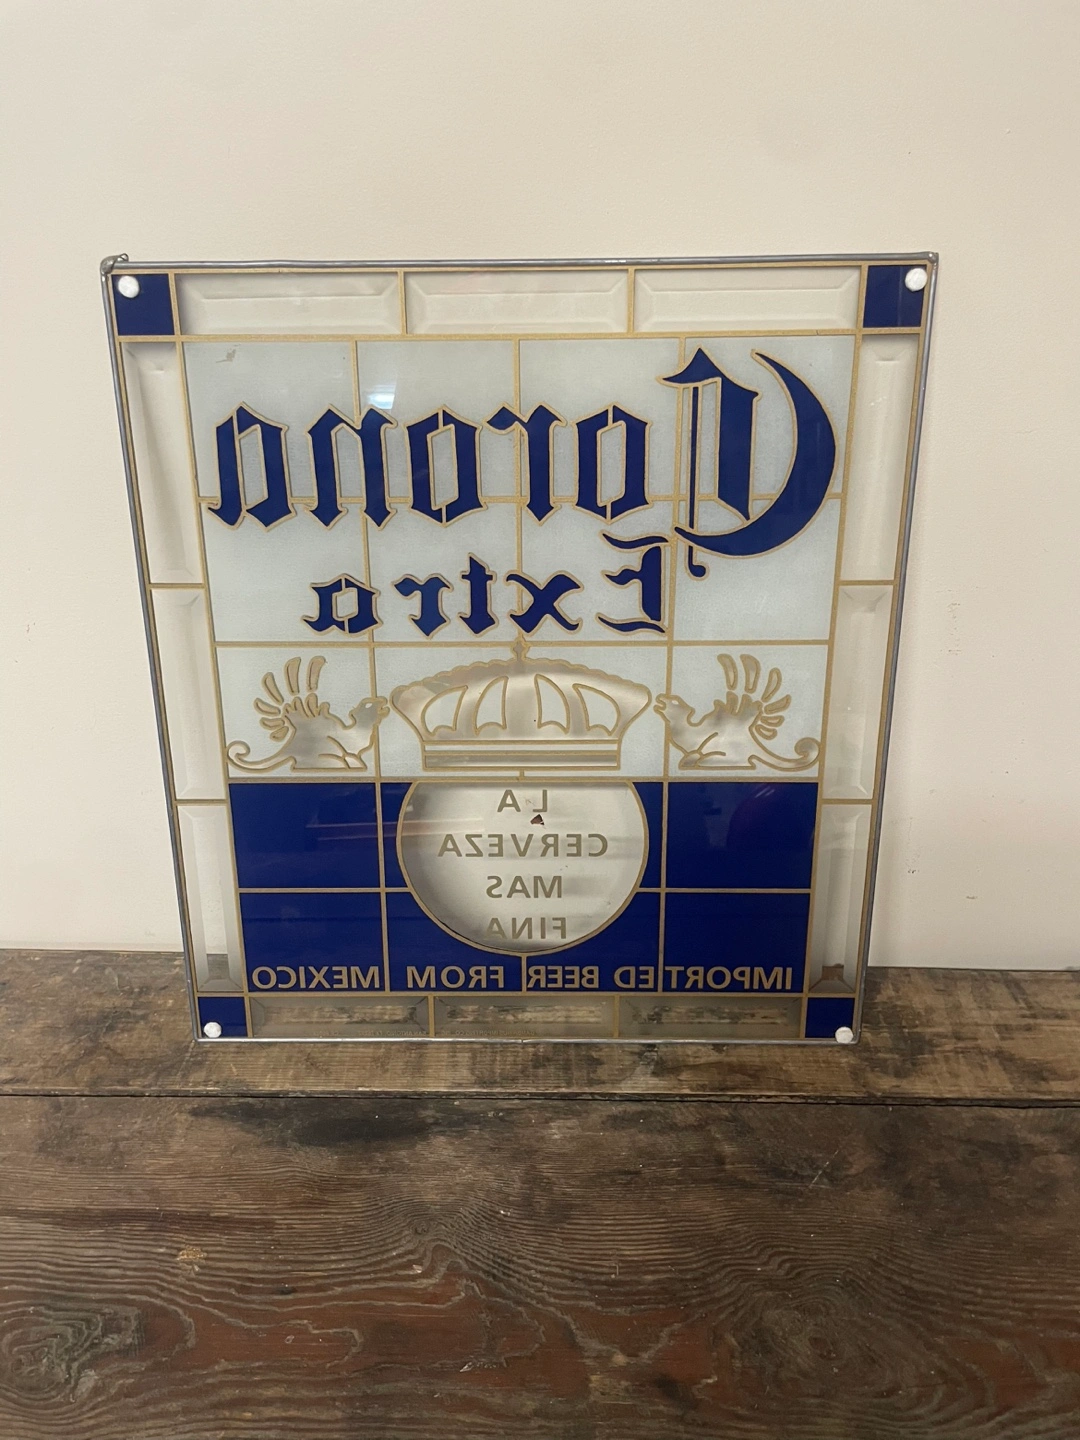 Corona
Extra
LA
CERVEZA
MAS
FINA
IMPORTED BEER FROM MEXICO